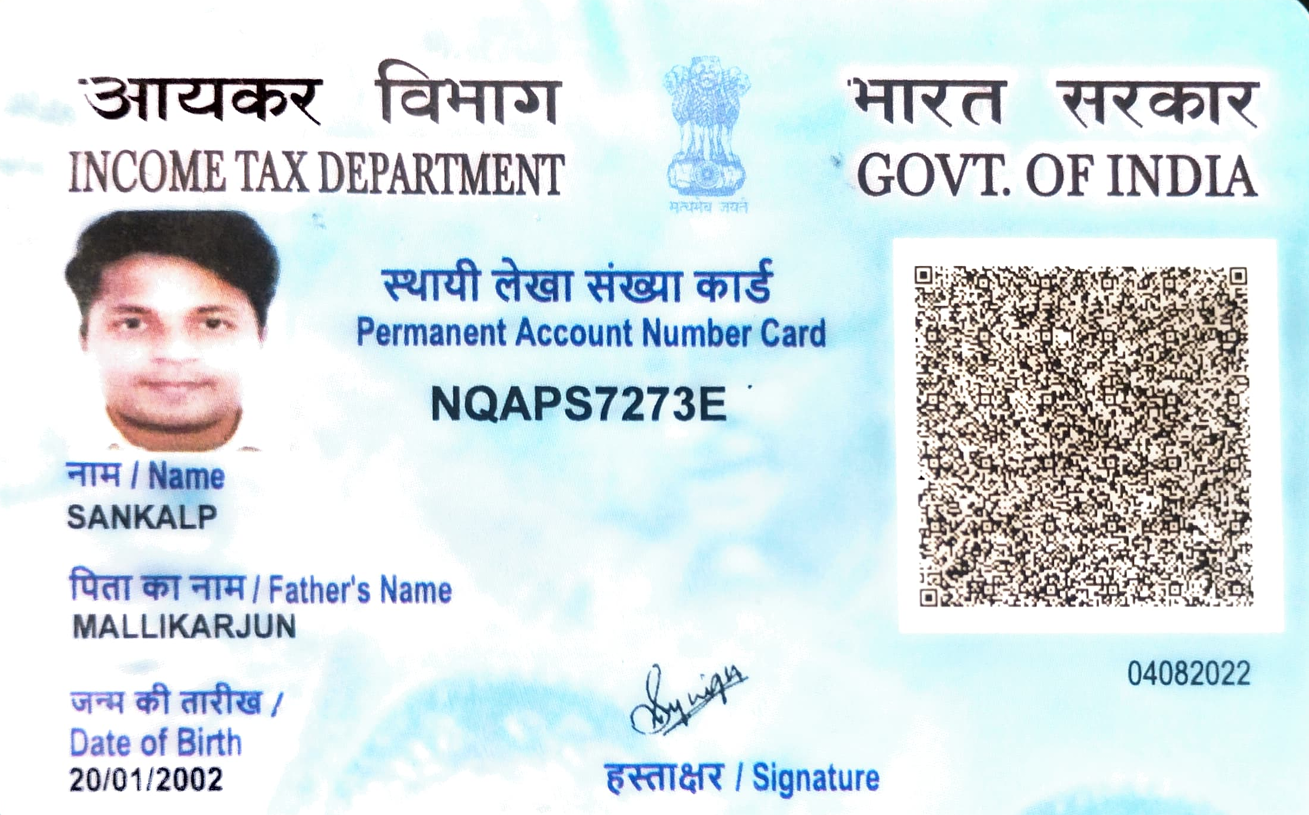 आयकर विभाग
INCOME TAX DEPARTMENT
सत्यमेव जयते
भारत सरकार
GOVT. OF INDIA
स्थायी लेखा संख्या कार्ड
Permanent Account Number Card
NQAPS7273E
नाम / Name
SANKALP
पिता का नाम / Father's Name
MALLIKARJUN
जन्म की तारीख /
Date of Birth
20/01/2002
हस्ताक्षर / Signature
04082022